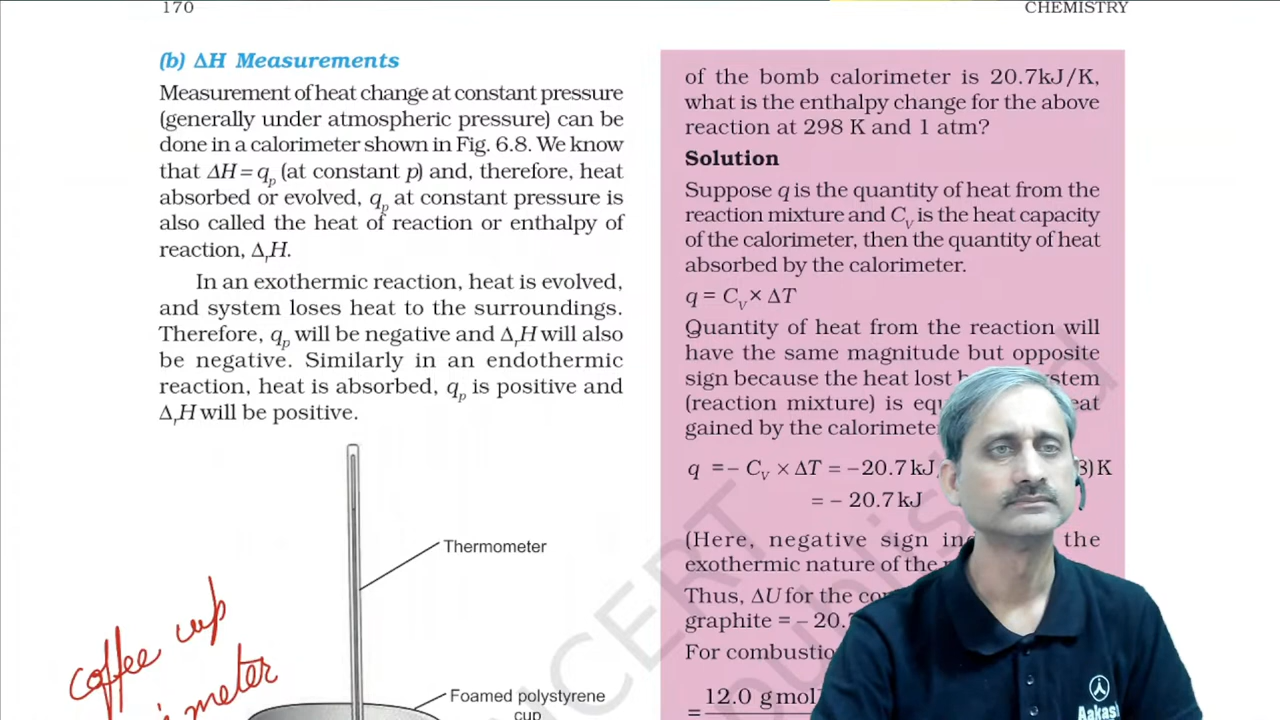 170
CHEMISTRY
(b) ΔH Measurements
Measurement of heat change at constant pressure
(generally under atmospheric pressure) can be
done in a calorimeter shown in Fig. 6.8. We know
that ΔH = qp (at constant p) and, therefore, heat
absorbed or evolved, qp at constant pressure is
also called the heat of reaction or enthalpy of
reaction, ΔrH.
In an exothermic reaction, heat is evolved,
and system loses heat to the surroundings.
Therefore, qp will be negative and ΔrH will also
be negative. Similarly in an endothermic
reaction, heat is absorbed, qp is positive and
ΔrH will be positive.
Thermometer
Foamed polystyrene
cup
coffee cup
meter
of the bomb calorimeter is 20.7kJ/K,
what is the enthalpy change for the above
reaction at 298 K and 1 atm?
Solution
Suppose q is the quantity of heat from the
reaction mixture and CV is the heat capacity
of the calorimeter, then the quantity of heat
absorbed by the calorimeter.
q = CV × ΔT
Quantity of heat from the reaction will
have the same magnitude but opposite
sign because the heat lost
(reaction mixture) is
gained by the
q = – CV × ΔT = –20.7 kJ
)K
= – 20.7 kJ
(Here, negative sign the
exothermic nature of the
Thus, ΔU for the
graphite = – 20.7
For
12.0 g
=
NCERT
Aakash